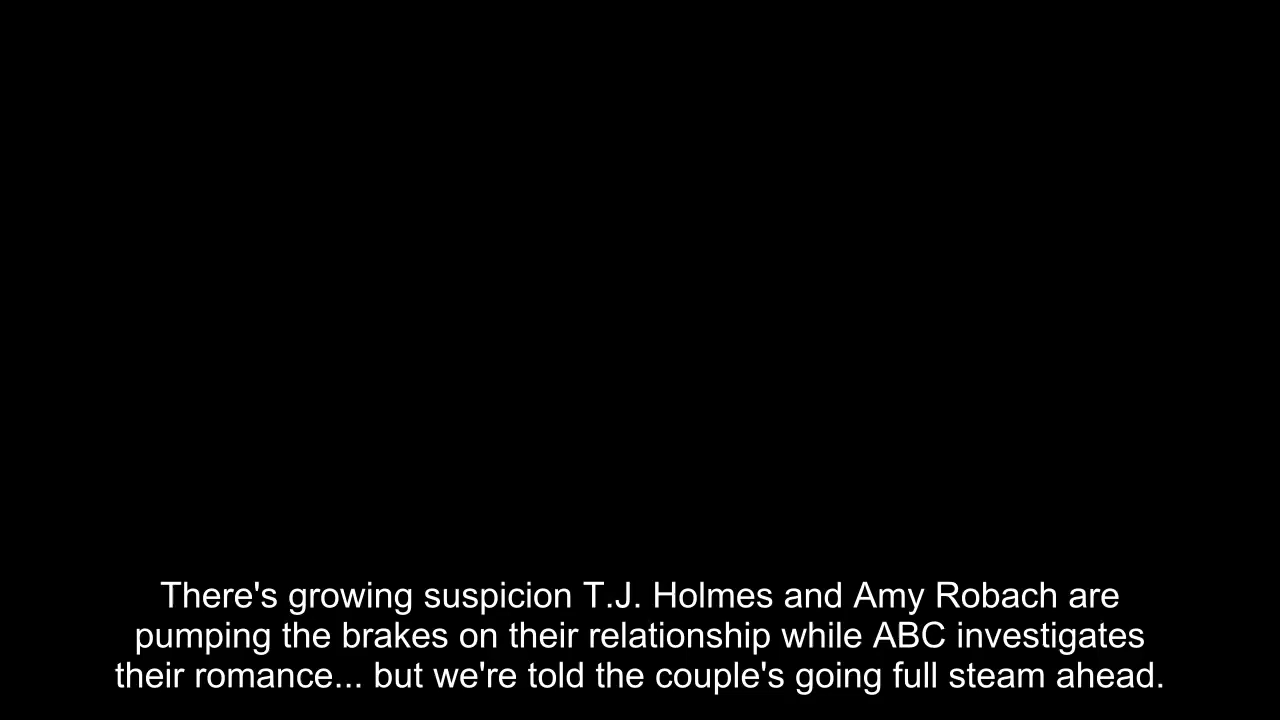 There's growing suspicion T.J. Holmes and Amy Robach are
pumping the brakes on their relationship while ABC investigates
their romance... but we're told the couple's going full steam ahead.